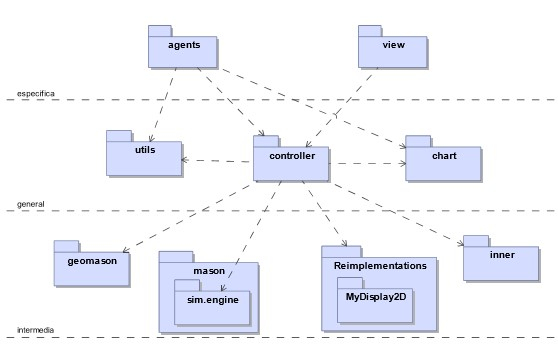 agents
view
especifica
utils
controller
chart
general
geomason
mason
sim.engine
Reimplementations
MyDisplay2D
inner
intermedia